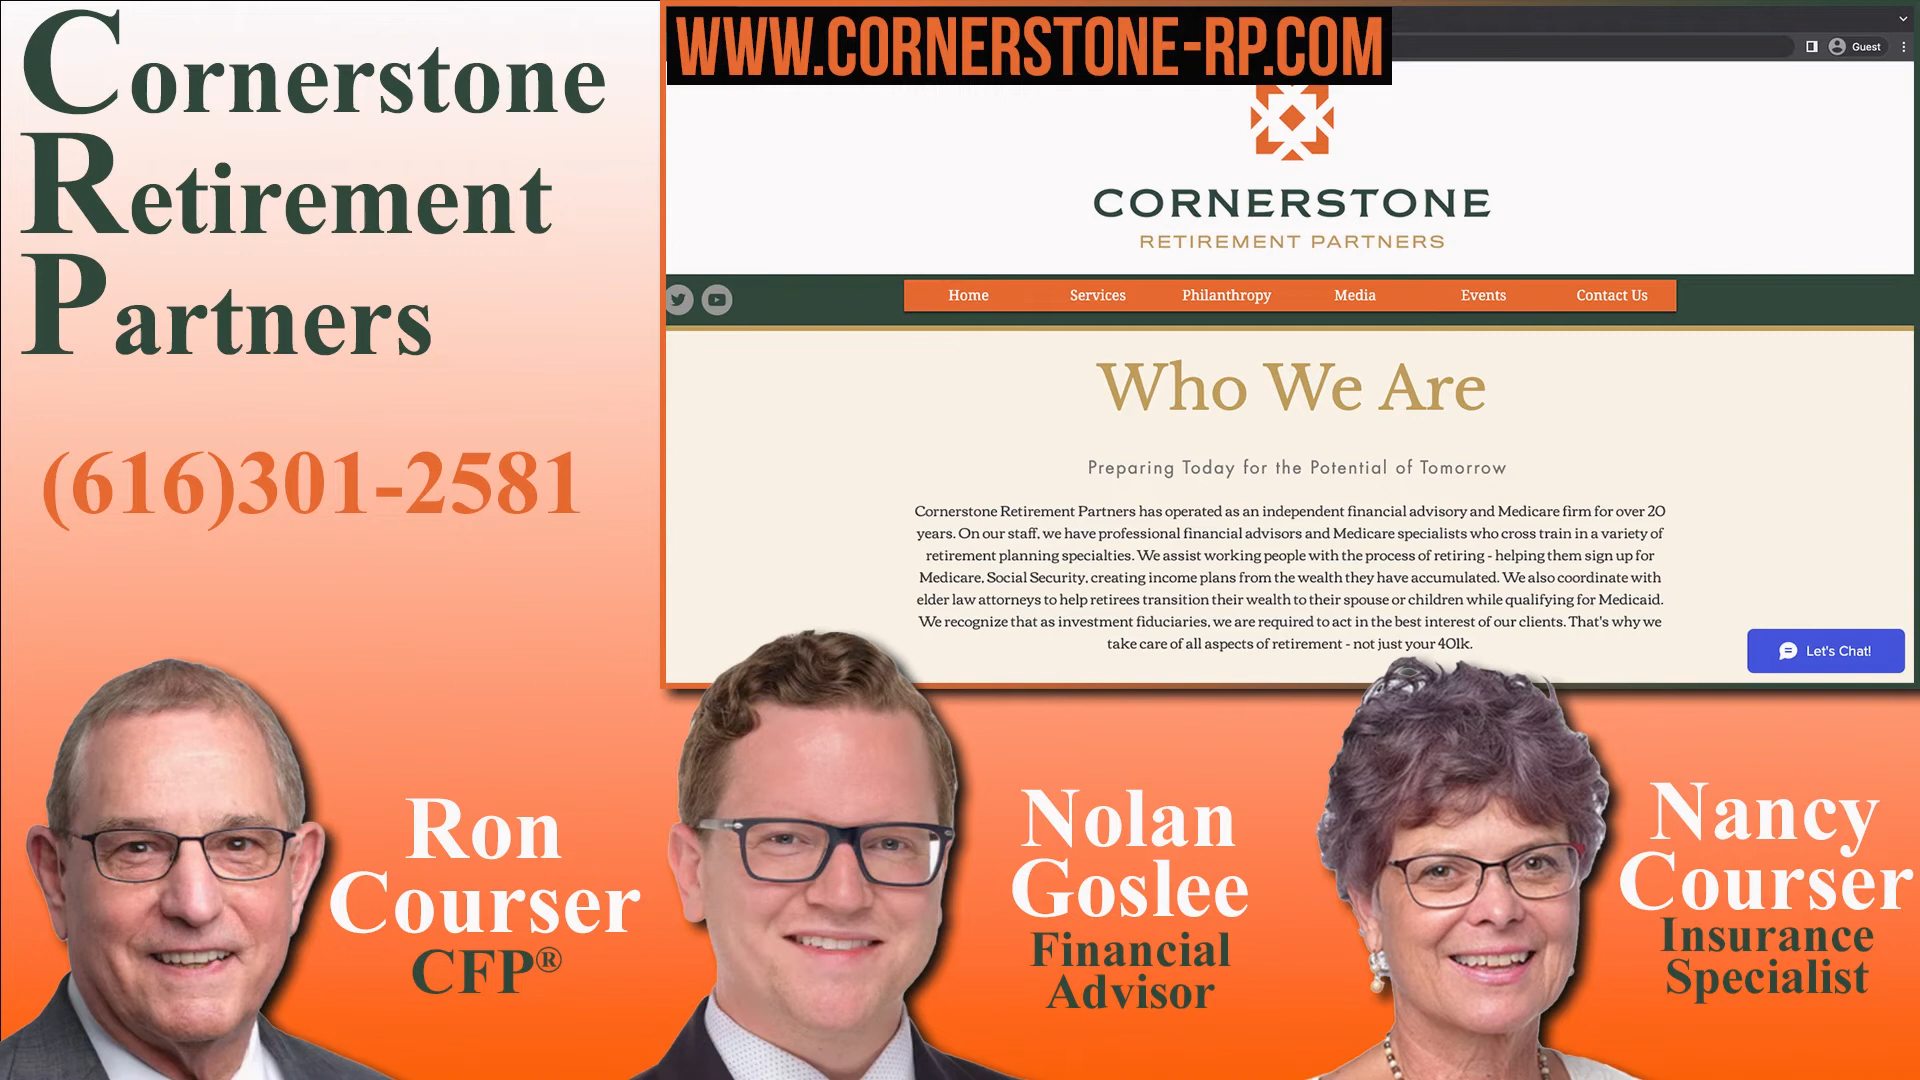 Cornerstone
Retirement
Partners
(616)301-2581
WWW.CORNERSTONE-RP.COM
Guest
CORNERSTONE
RETIREMENT PARTNERS
Home Services Philanthropy Media Events Contact Us
Who We Are
Preparing Today for the Potential of Tomorrow
Cornerstone Retirement Partners has operated as an independent financial advisory and Medicare firm for over 20
years. On our staff, we have professional financial advisors and Medicare specialists who cross train in a variety of
retirement planning specialties. We assist working people with the process of retiring - helping them sign up for
Medicare, Social Security, creating income plans from the wealth they have accumulated. We also coordinate with
elder law attorneys to help retirees transition their wealth to their spouse or children while qualifying for Medicaid.
We recognize that as investment fiduciaries, we are required to act in the best interest of our clients. That's why we
take care of all aspects of retirement - not just your 401k.
Let's Chat!
Ron
Courser
CFP®
Nolan
Goslee
Financial
Advisor
Nancy
Courser
Insurance
Specialist